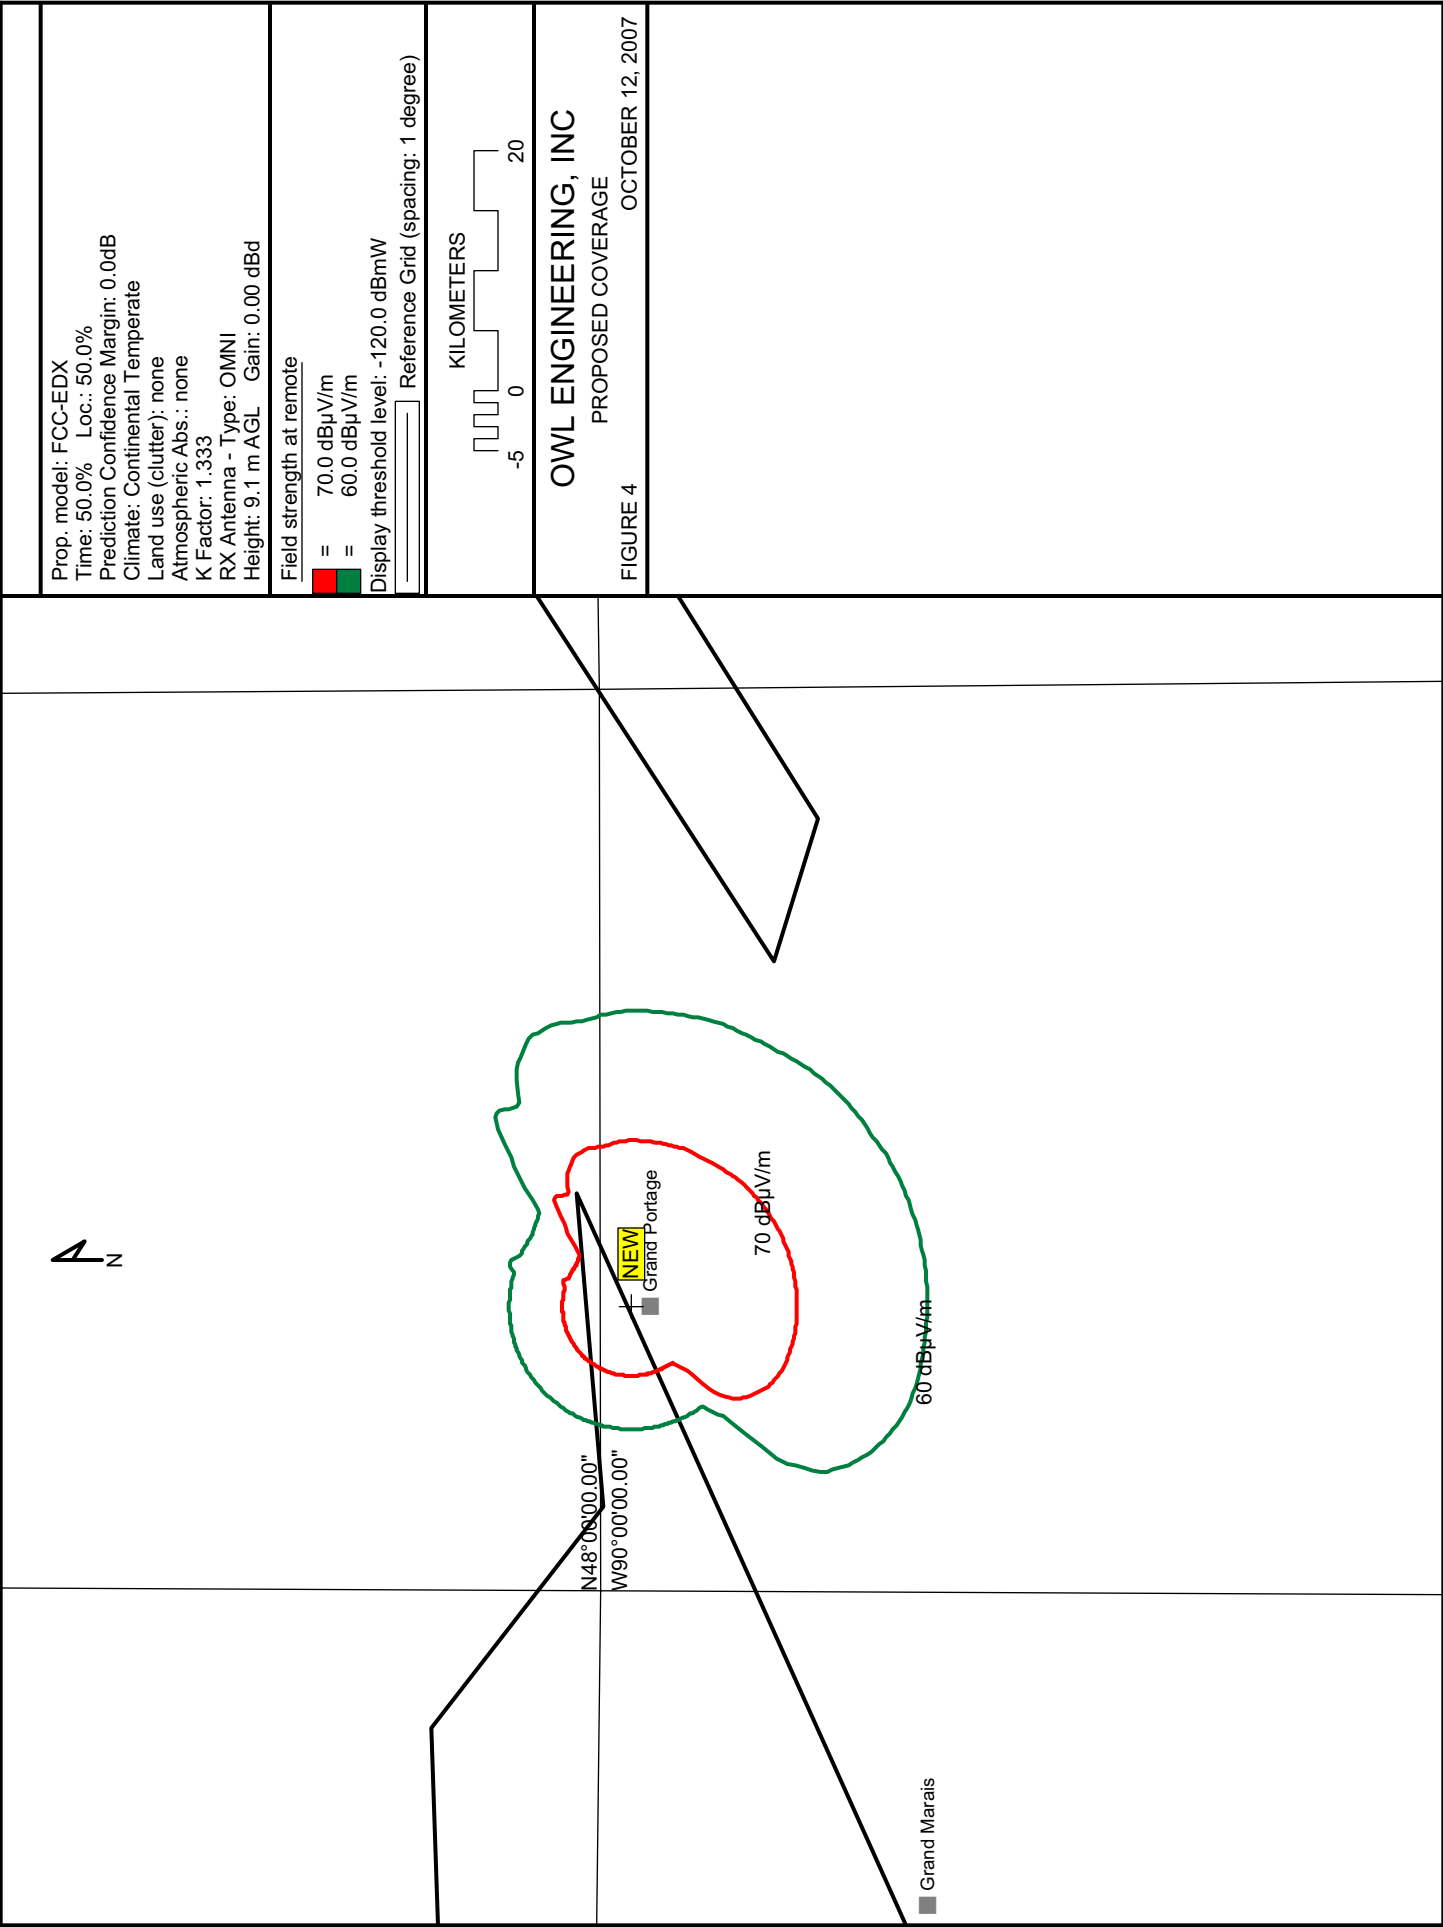 N
N48°00'00.00"
W90°00'00.00"
NEW
Grand Portage
70 dBµV/m
60 dBµV/m
Grand Marais
Prop. model: FCC-EDX
Time: 50.0% Loc.: 50.0%
Prediction Confidence Margin: 0.0dB
Climate: Continental Temperate
Land use (clutter): none
Atmospheric Abs.: none
K Factor: 1.333
RX Antenna - Type: OMNI
Height: 9.1 m AGL Gain: 0.00 dBd
Field strength at remote
= 70.0 dBµV/m
= 60.0 dBµV/m
Display threshold level: -120.0 dBmW
Reference Grid (spacing: 1 degree)
KILOMETERS
-5 0 20
OWL ENGINEERING, INC
PROPOSED COVERAGE
FIGURE 4 OCTOBER 12, 2007